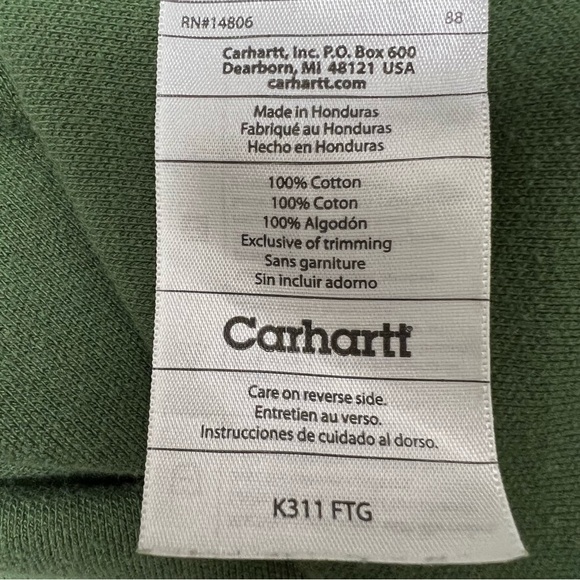 RN#14806 88
Carhartt, Inc. P.O. Box 600
Dearborn, MI 48121 USA
carhartt.com
Made in Honduras
Fabriqué au Honduras
Hecho en Honduras
100% Cotton
100% Coton
100% Algodón
Exclusive of trimming
Sans garniture
Sin incluir adorno
Carhartt
Care on reverse side.
Entretien au verso.
Instrucciones de cuidado al dorso.
K311 FTG